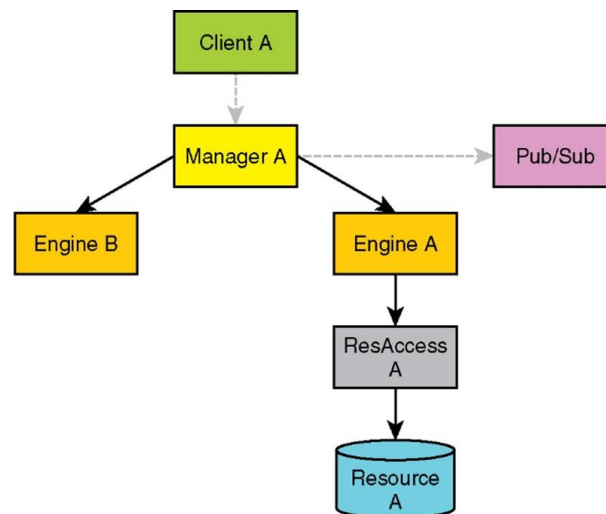 Client A
Manager A
Pub/Sub
Engine B
Engine A
ResAccess
A
Resource
A